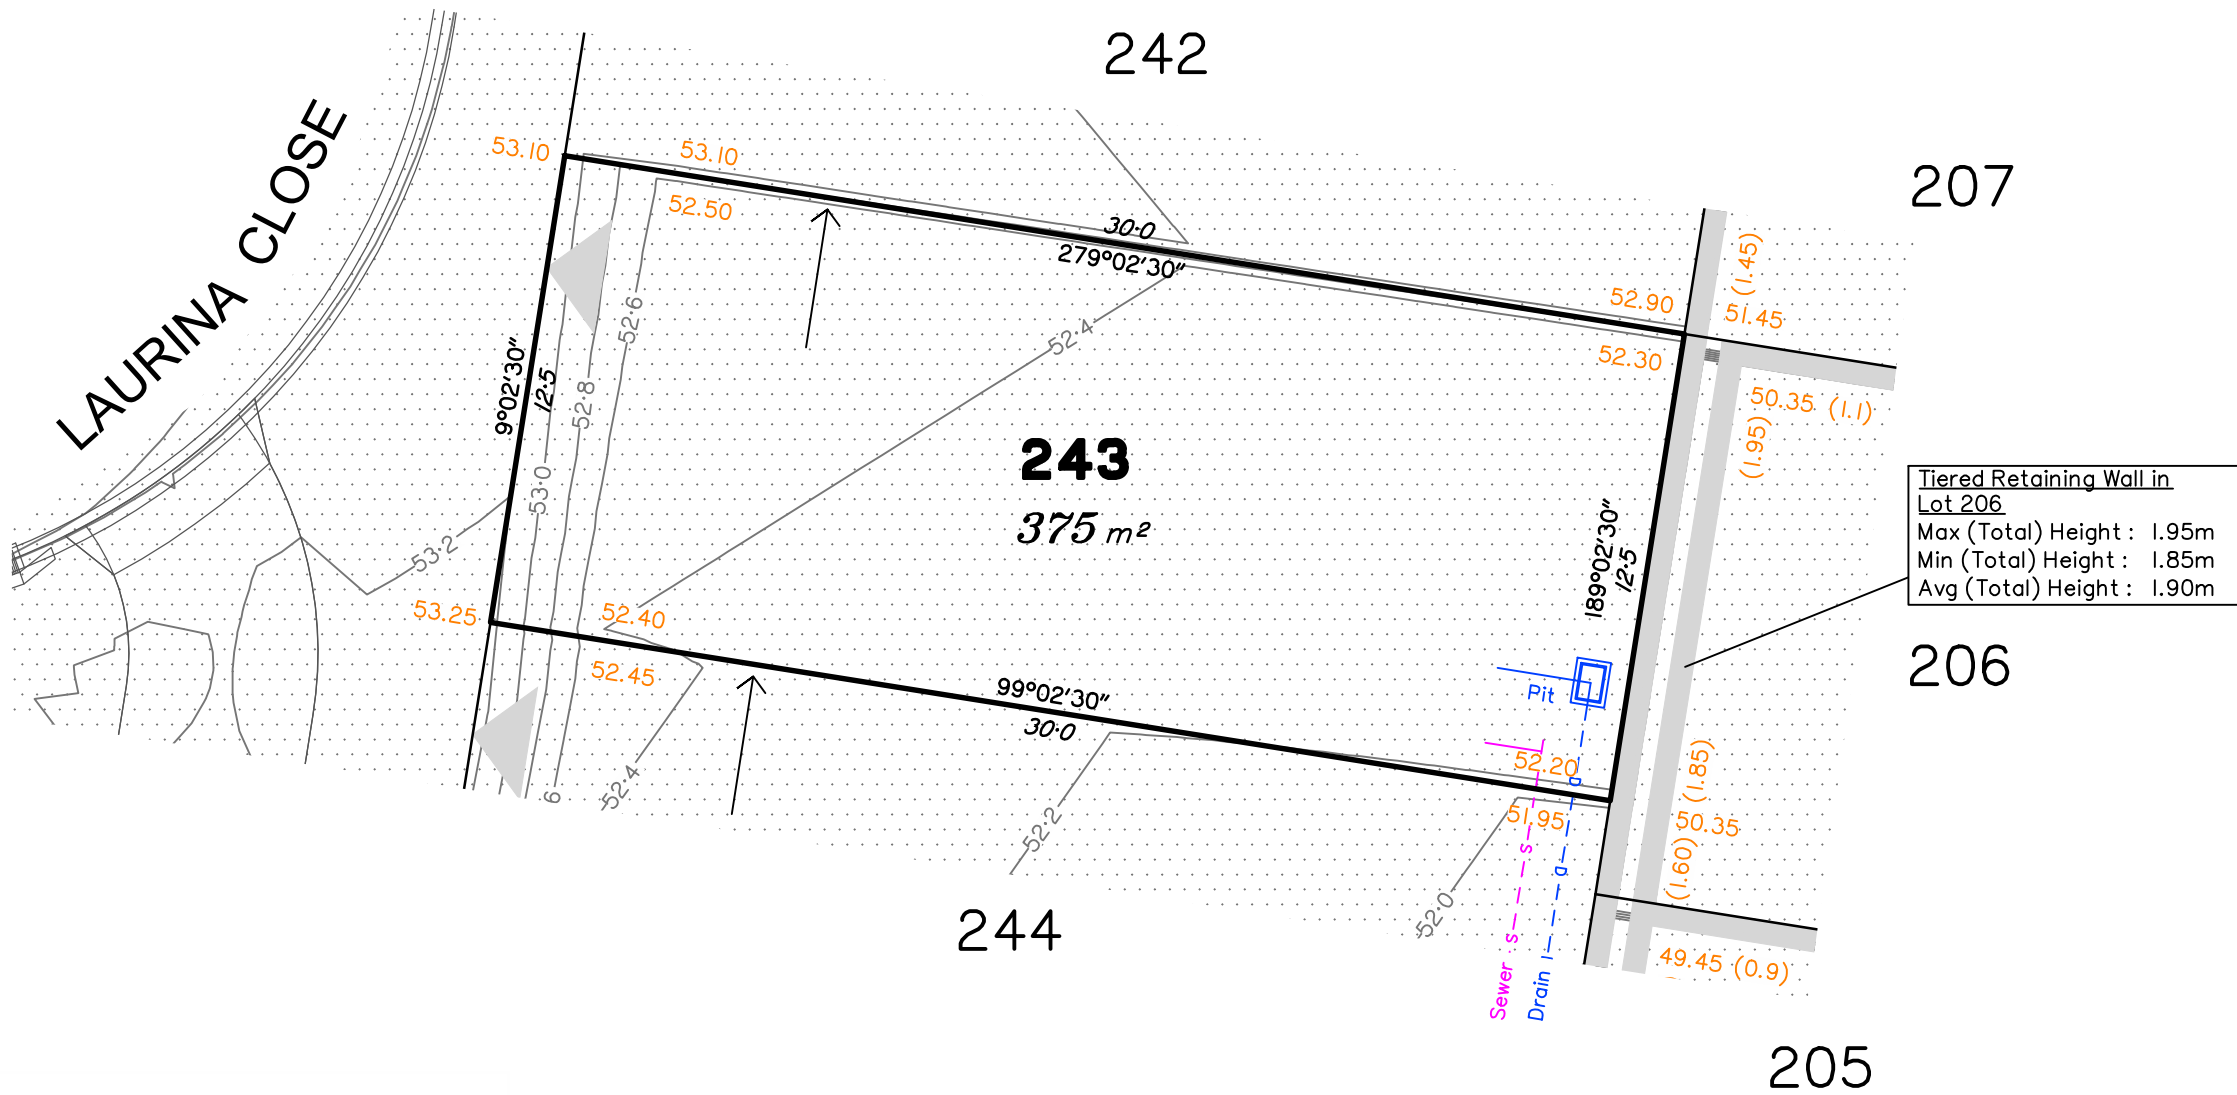 242
LAURINA CLOSE
53.10
53.10
52.50
30·0
279°02'30"
207
(1.45)
52.90
51.45
52.30
52·6
52·4
9°02'30"
12·5
52·8
50.35 (1.1)
(1.95)
243
375 m²
53·0
53·2
Tiered Retaining Wall in
Lot 206
Max (Total) Height : 1.95m
Min (Total) Height : 1.85m
Avg (Total) Height : 1.90m
189°02'30"
12·5
53.25
52.40
52.45
206
99°02'30"
30·0
Pit
52.20
D
51.95
(1.85)
50.35
(1.60)
6
52·4
52·2
52·0
S
D
S
Sewer
Drain
244
49.45 (0.9)
205